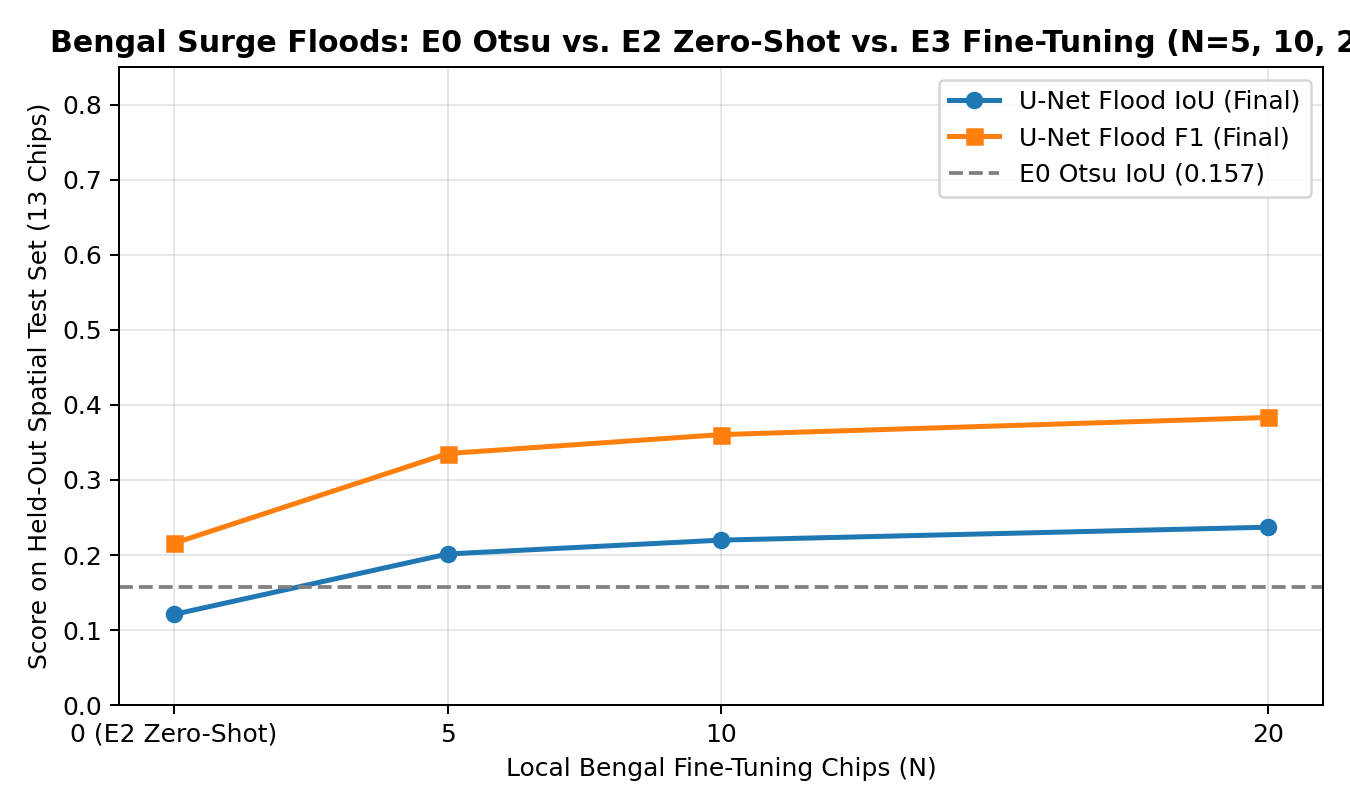 Bengal Surge Floods: E0 Otsu vs. E2 Zero-Shot vs. E3 Fine-Tuning (N=5, 10, 2
U-Net Flood IoU (Final)
U-Net Flood F1 (Final)
E0 Otsu IoU (0.157)
Score on Held-Out Spatial Test Set (13 Chips)
0.8
0.7
0.6
0.5
0.4
0.3
0.2
0.1
0.0
0 (E2 Zero-Shot)
5
10
20
Local Bengal Fine-Tuning Chips (N)